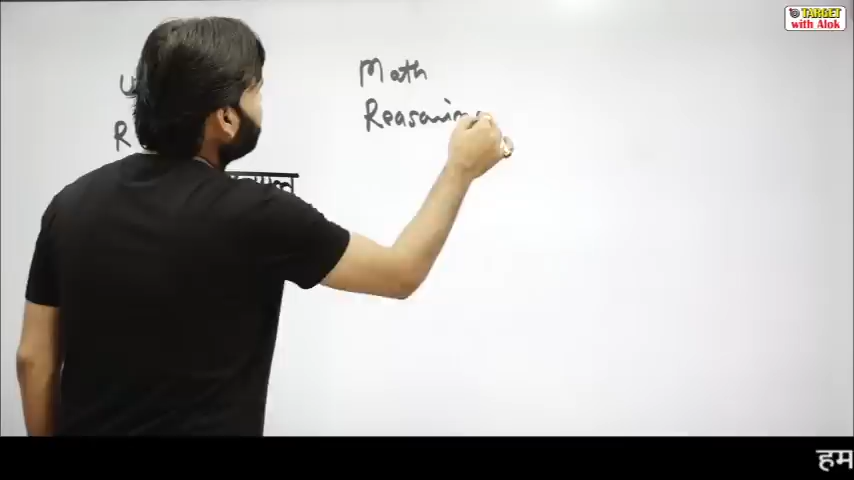 TARGET
with Alok
Math
Reasoning
हम